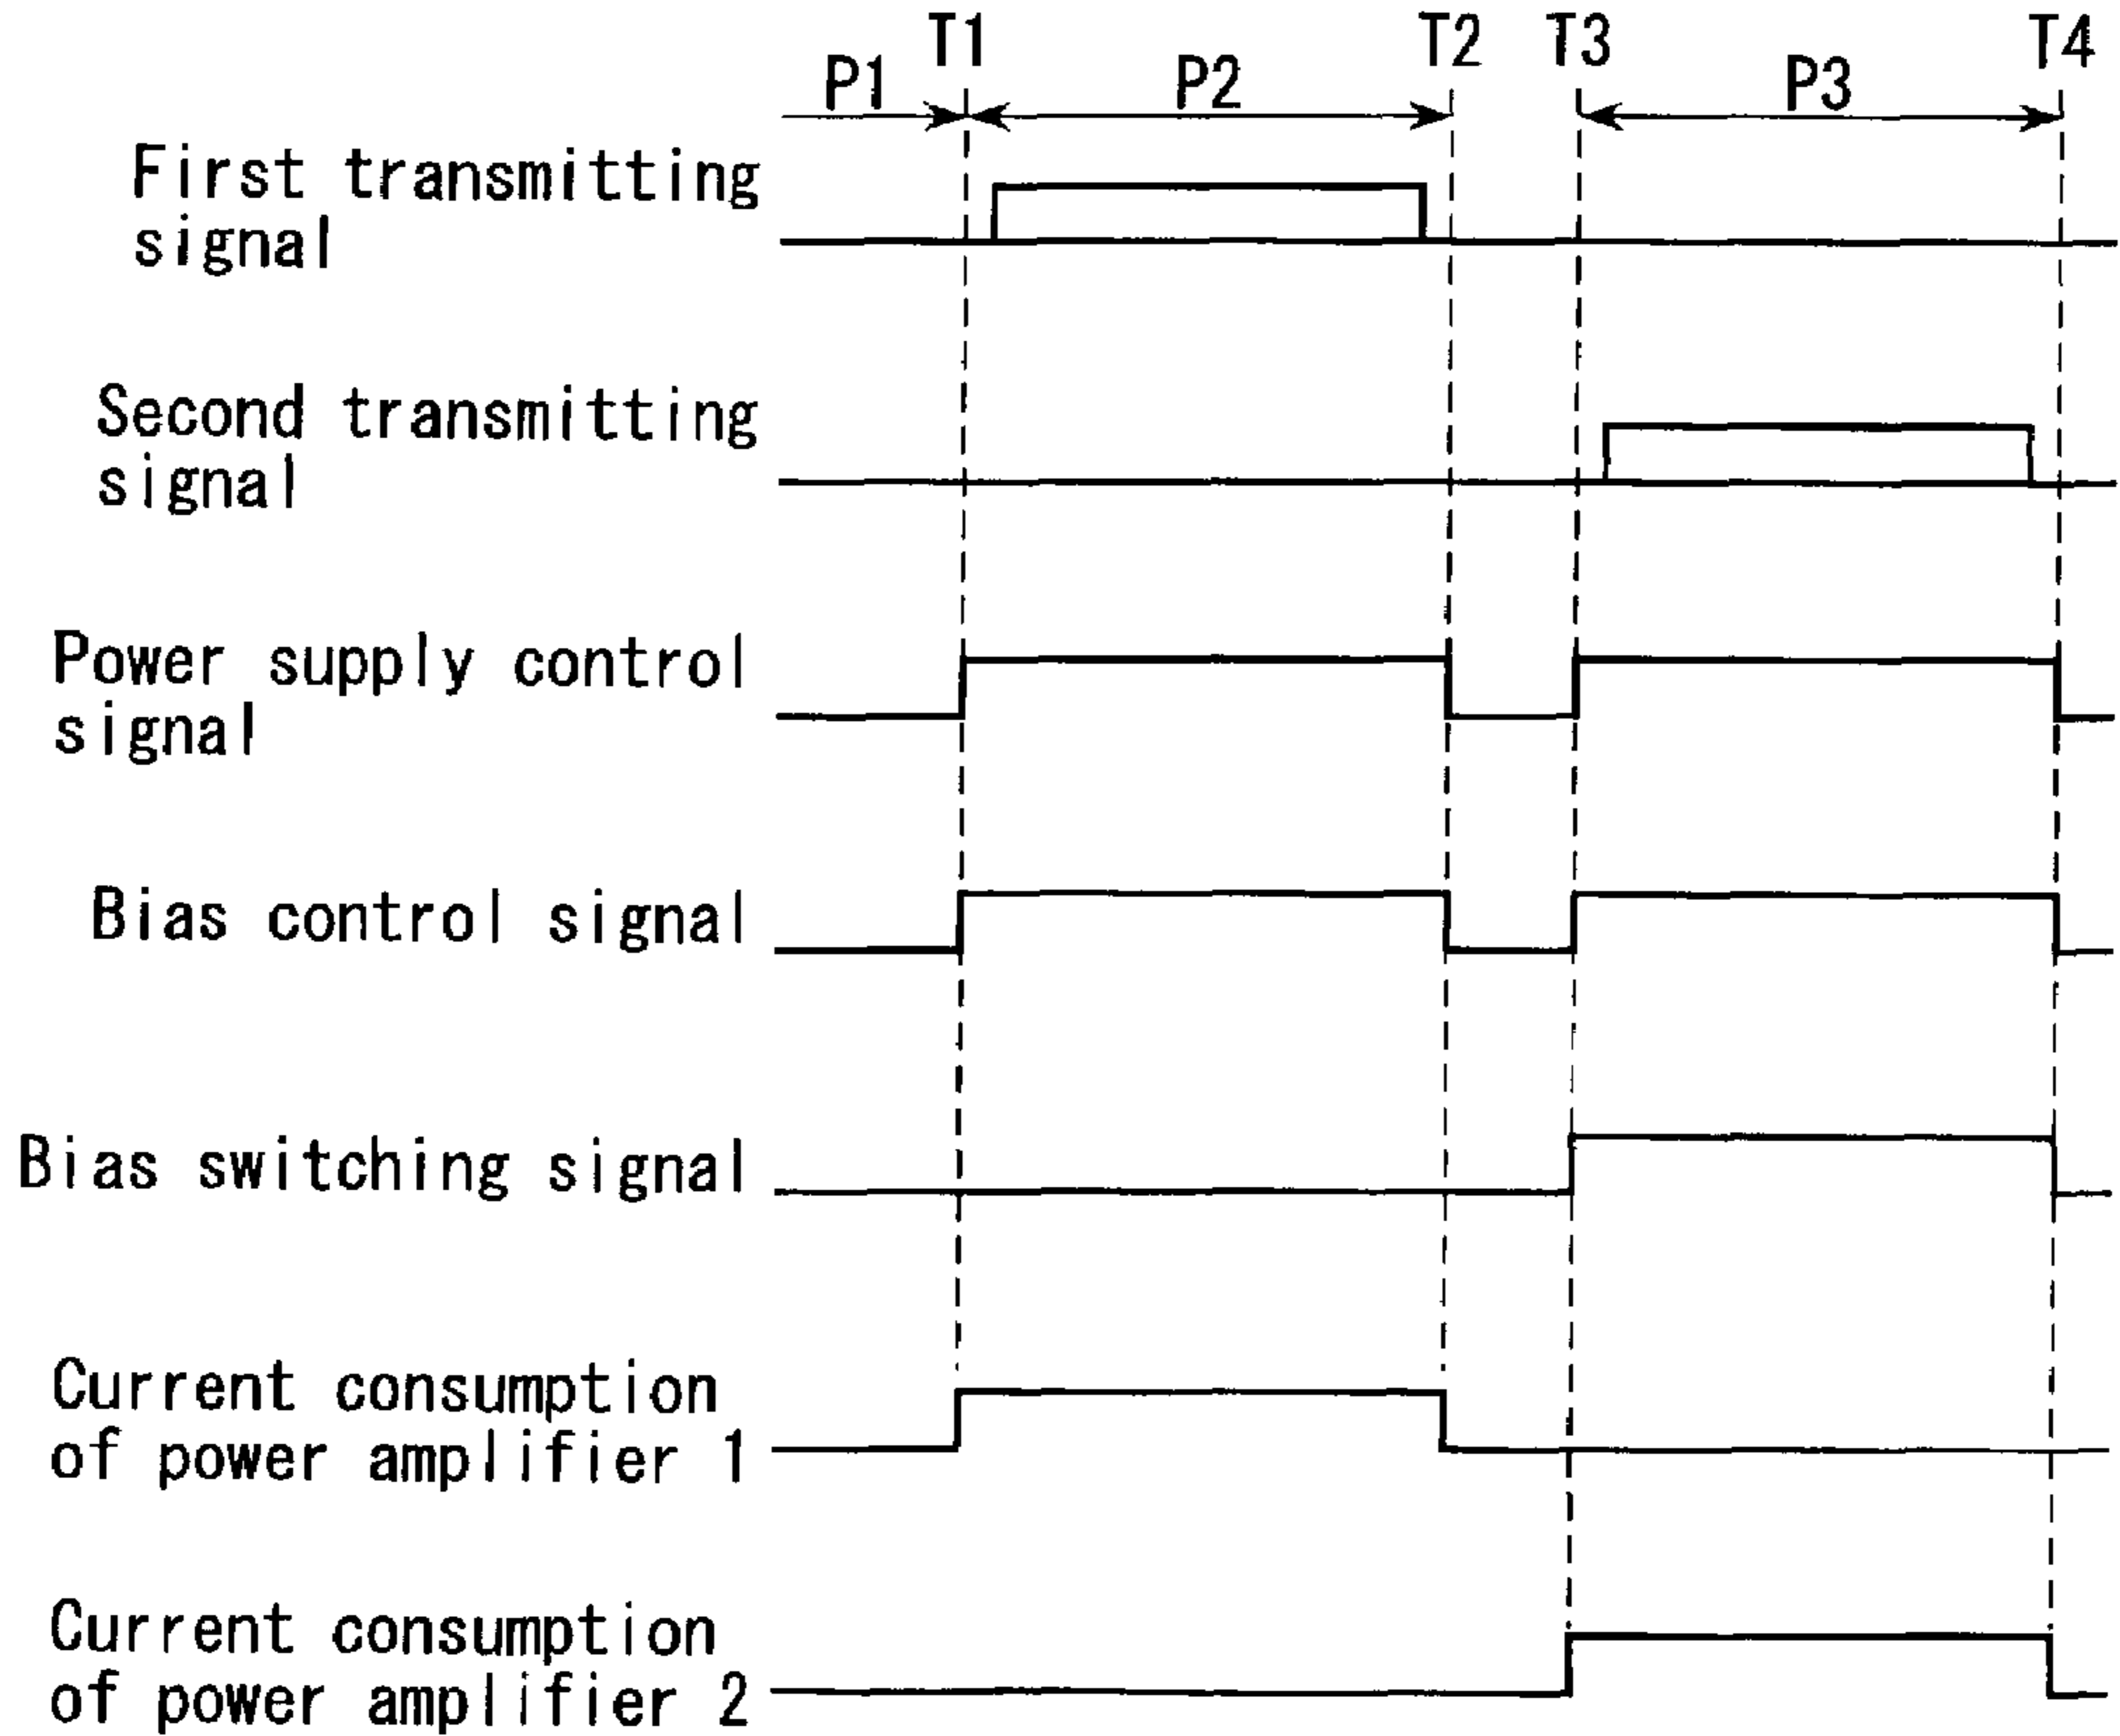 T1 T2 T3 T4
P1 P2 P3
First transmitting
signal
Second transmitting
signal
Power supply control
signal
Bias control signal
Bias switching signal
Current consumption
of power amplifier 1
Current consumption
of power amplifier 2